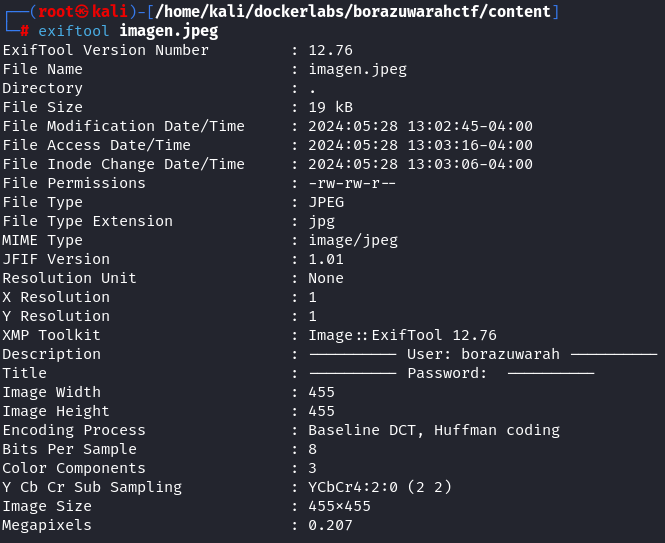 ┌──(root㉿kali)-[/home/kali/dockerlabs/borazuwarahctf/content]
└─# exiftool imagen.jpeg
ExifTool Version Number         : 12.76
File Name                       : imagen.jpeg
Directory                       : .
File Size                       : 19 kB
File Modification Date/Time     : 2024:05:28 13:02:45-04:00
File Access Date/Time           : 2024:05:28 13:03:16-04:00
File Inode Change Date/Time     : 2024:05:28 13:03:06-04:00
File Permissions                : -rw-rw-r--
File Type                       : JPEG
File Type Extension             : jpg
MIME Type                       : image/jpeg
JFIF Version                    : 1.01
Resolution Unit                 : None
X Resolution                    : 1
Y Resolution                    : 1
XMP Toolkit                     : Image::ExifTool 12.76
Description                     : ---------- User: borazuwarah ----------
Title                           : ---------- Password:  ----------
Image Width                     : 455
Image Height                    : 455
Encoding Process                : Baseline DCT, Huffman coding
Bits Per Sample                 : 8
Color Components                : 3
Y Cb Cr Sub Sampling            : YCbCr4:2:0 (2 2)
Image Size                      : 455x455
Megapixels                      : 0.207